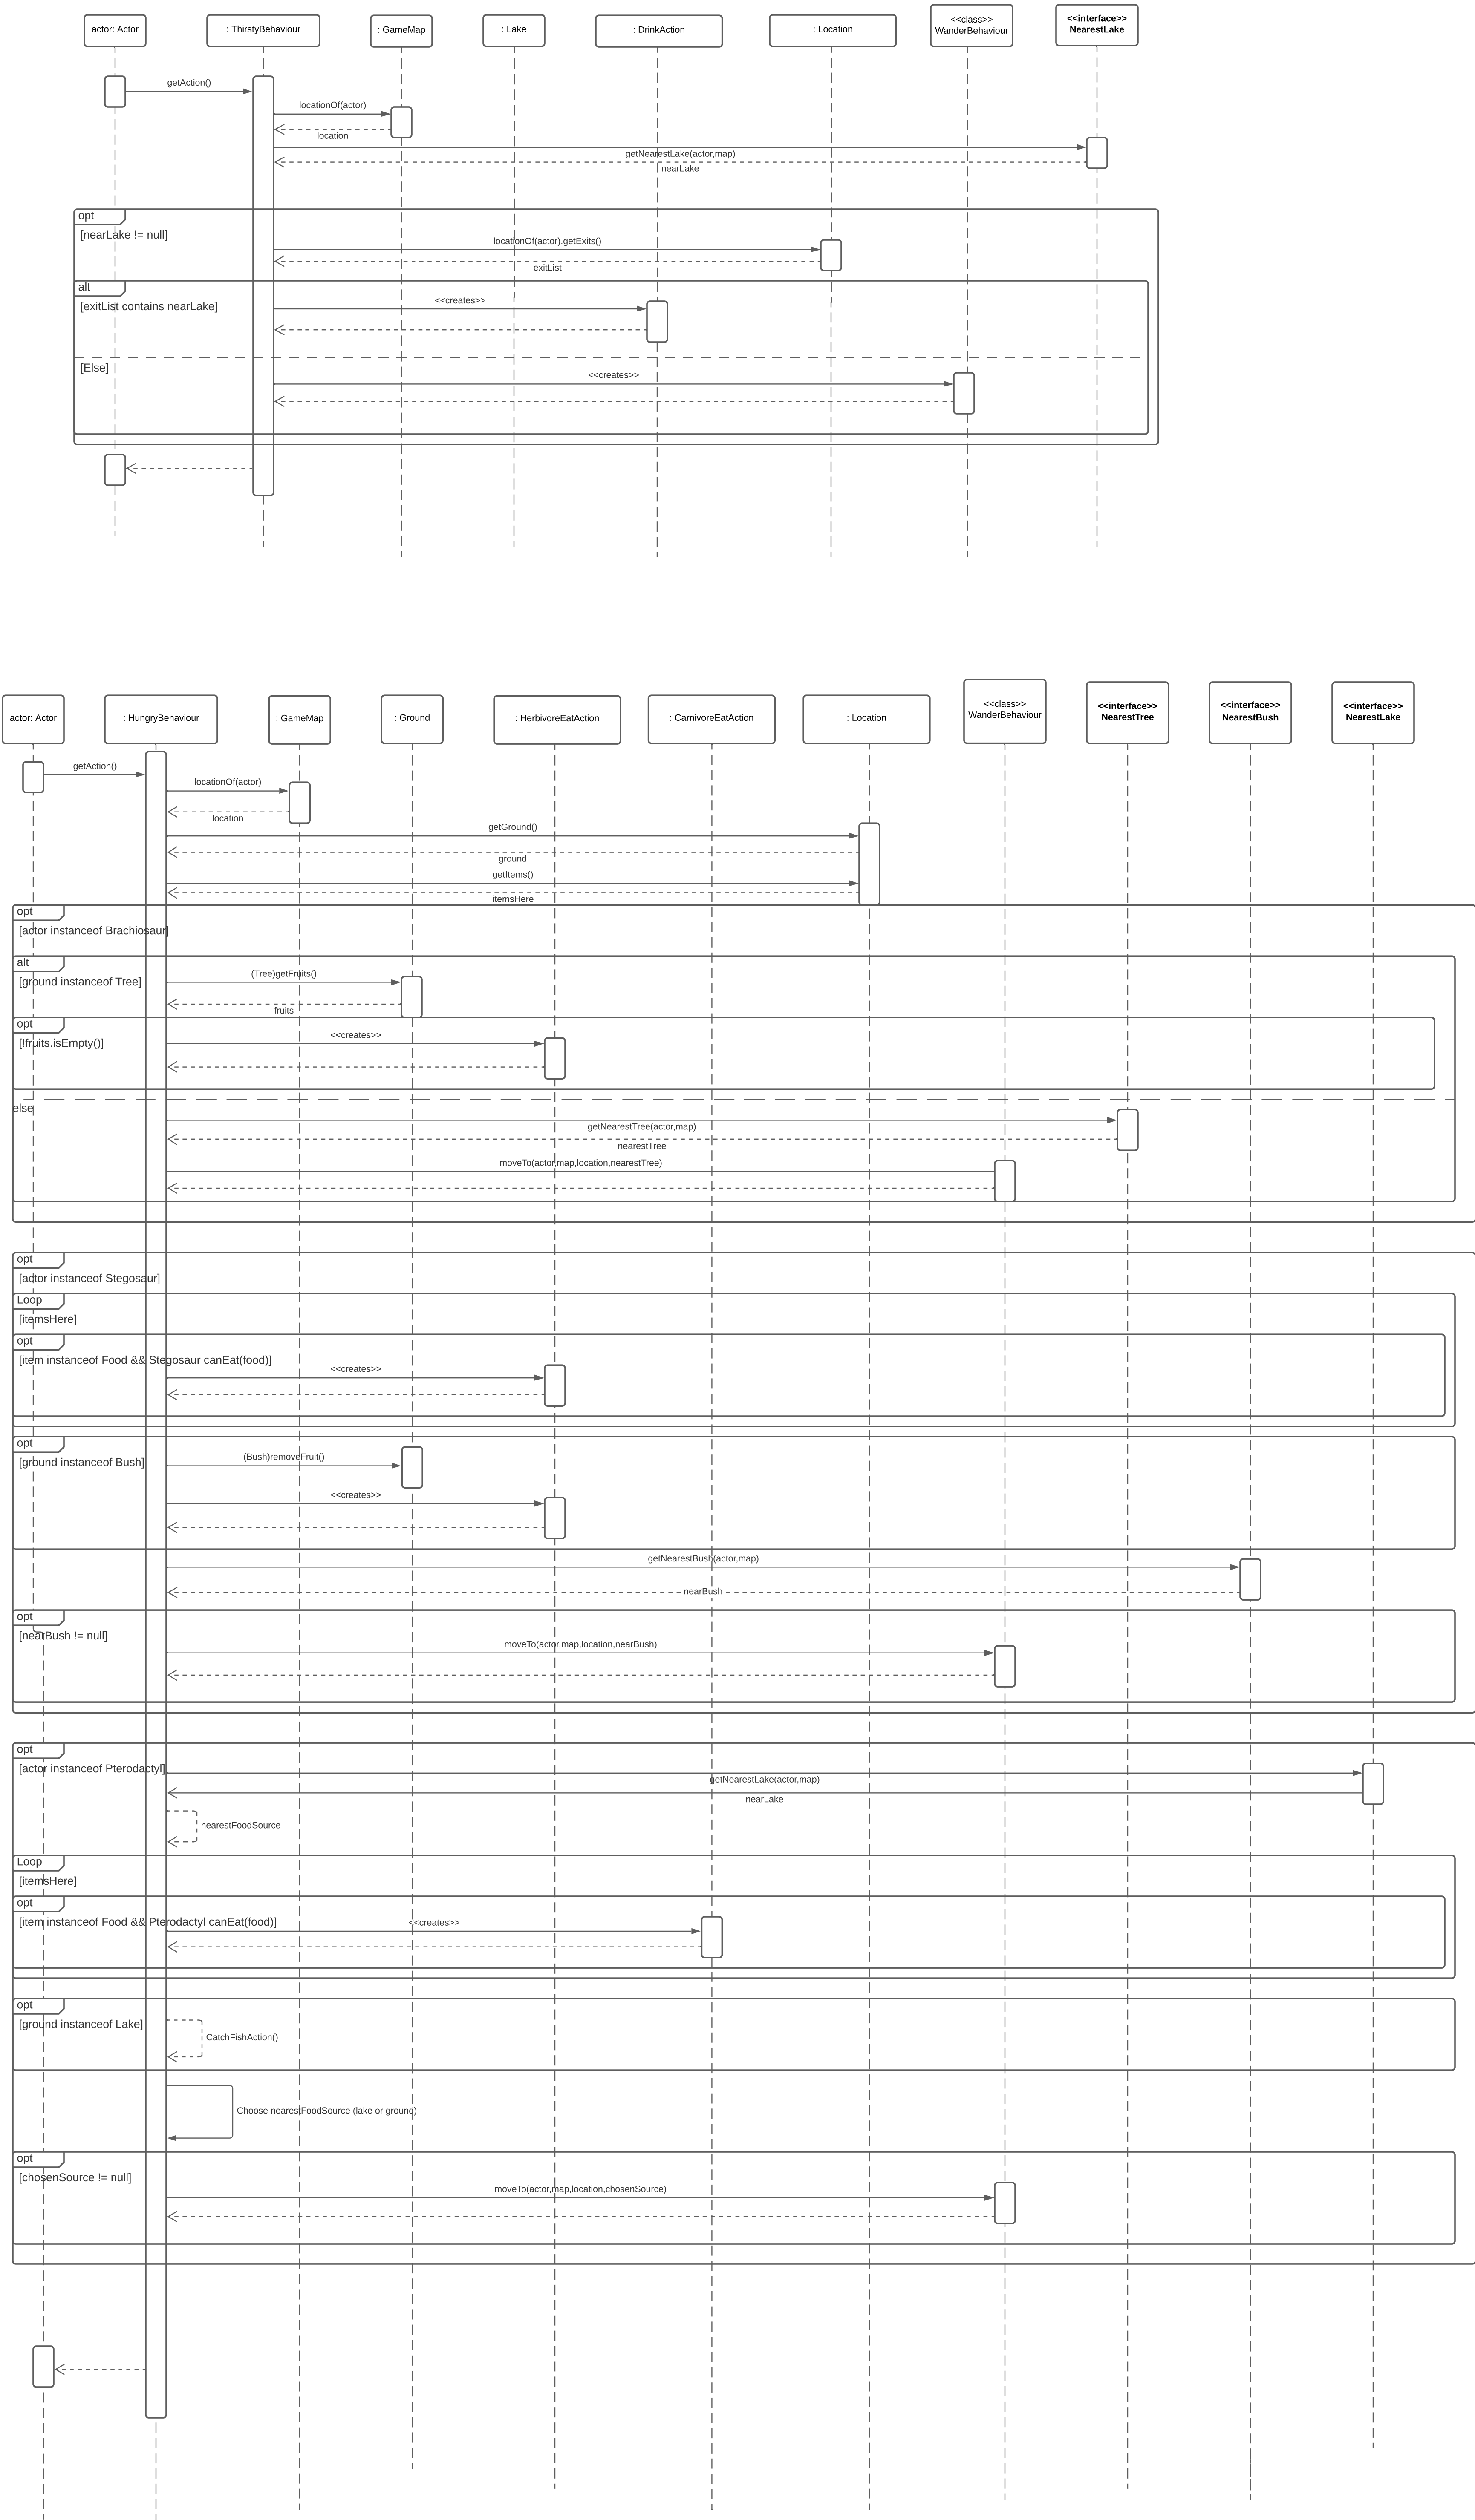 actor: Actor
: ThirstyBehaviour
: GameMap
: Lake
: DrinkAction
: Location
<<class>>
WanderBehaviour
<<interface>>
NearestLake
getAction()
locationOf(actor)
location
getNearestLake(actor,map)
nearLake
opt
[nearLake != null]
locationOf(actor).getExits()
exitList
alt
[exitList contains nearLake]
<<creates>>
[Else]
<<creates>>
actor: Actor
: HungryBehaviour
: GameMap
: Ground
: HerbivoreEatAction
: CarnivoreEatAction
: Location
<<class>>
WanderBehaviour
<<interface>>
NearestTree
<<interface>>
NearestBush
<<interface>>
NearestLake
getAction()
locationOf(actor)
location
getGround()
ground
getItems()
itemsHere
opt
[actor instanceof Brachiosaur]
alt
[ground instanceof Tree]
(Tree)getFruits()
fruits
opt
[!fruits.isEmpty()]
<<creates>>
else
getNearestTree(actor,map)
nearestTree
moveTo(actor,map,location,nearestTree)
opt
[actor instanceof Stegosaur]
Loop
[itemsHere]
opt
[item instanceof Food && Stegosaur canEat(food)]
<<creates>>
opt
[ground instanceof Bush]
(Bush)removeFruit()
<<creates>>
getNearestBush(actor,map)
nearBush
opt
[nearBush != null]
moveTo(actor,map,location,nearBush)
opt
[actor instanceof Pterodactyl]
getNearestLake(actor,map)
nearLake
nearestFoodSource
Loop
[itemsHere]
opt
[item instanceof Food && Pterodactyl canEat(food)]
<<creates>>
opt
[ground instanceof Lake]
CatchFishAction()
Choose nearestFoodSource (lake or ground)
opt
[chosenSource != null]
moveTo(actor,map,location,chosenSource)